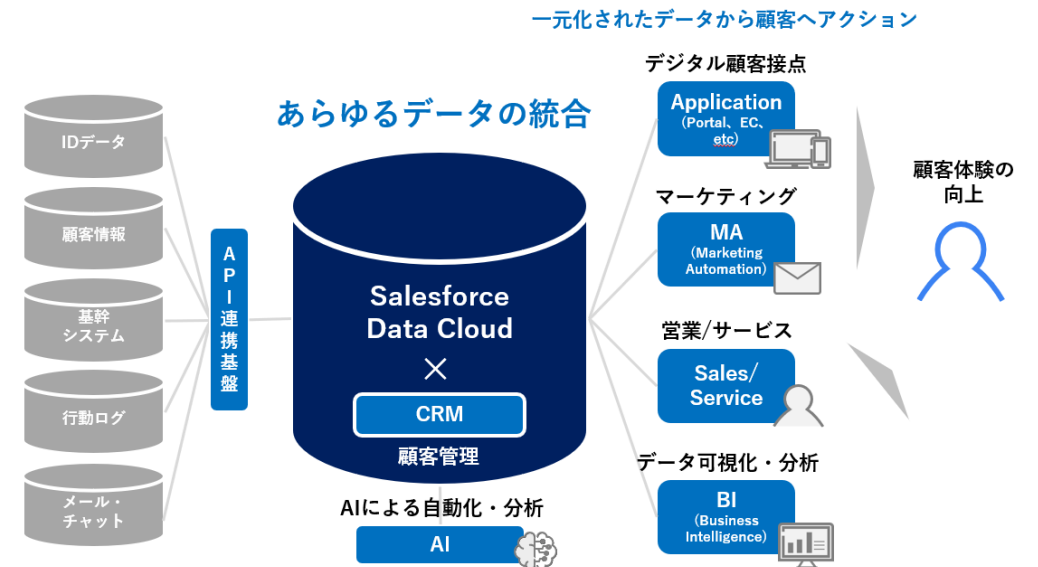 一元化されたデータから顧客へアクション
あらゆるデータの統合
IDデータ
顧客情報
基幹
システム
行動ログ
メール・
チャット
API連携基盤
Salesforce
Data Cloud
×
CRM
顧客管理
AIによる自動化・分析
AI
デジタル顧客接点
Application
(Portal、EC、
etc)
マーケティング
MA
(Marketing
Automation)
営業/サービス
Sales/
Service
データ可視化・分析
BI
(Business
Intelligence)
顧客体験の
向上